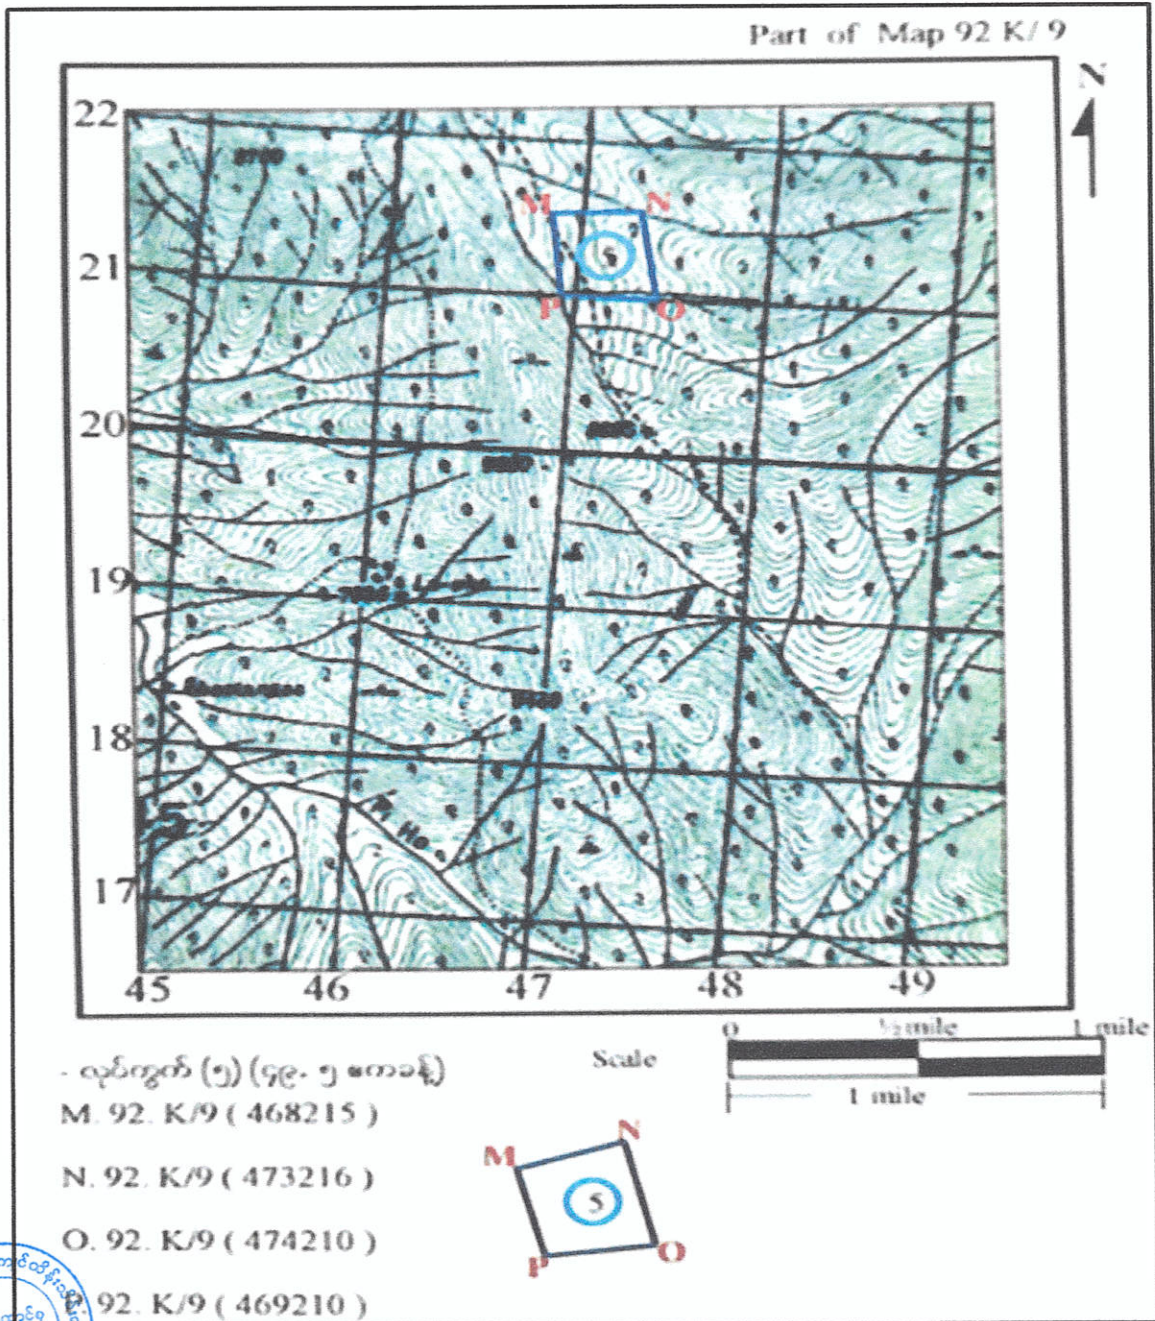 Part of Map 92 K/ 9
N
22
21
20
19
18
17
M N
5
P O
45 46 47 48 49
0 ½ mile 1 mile
Scale
1 mile
- လုပ်ကွက် (၅) (၄၉. ၅ ဧကခန့်)
M. 92. K/9 ( 468215 )
N. 92. K/9 ( 473216 )
O. 92. K/9 ( 474210 )
P. 92. K/9 ( 469210 )
M N
5
P O